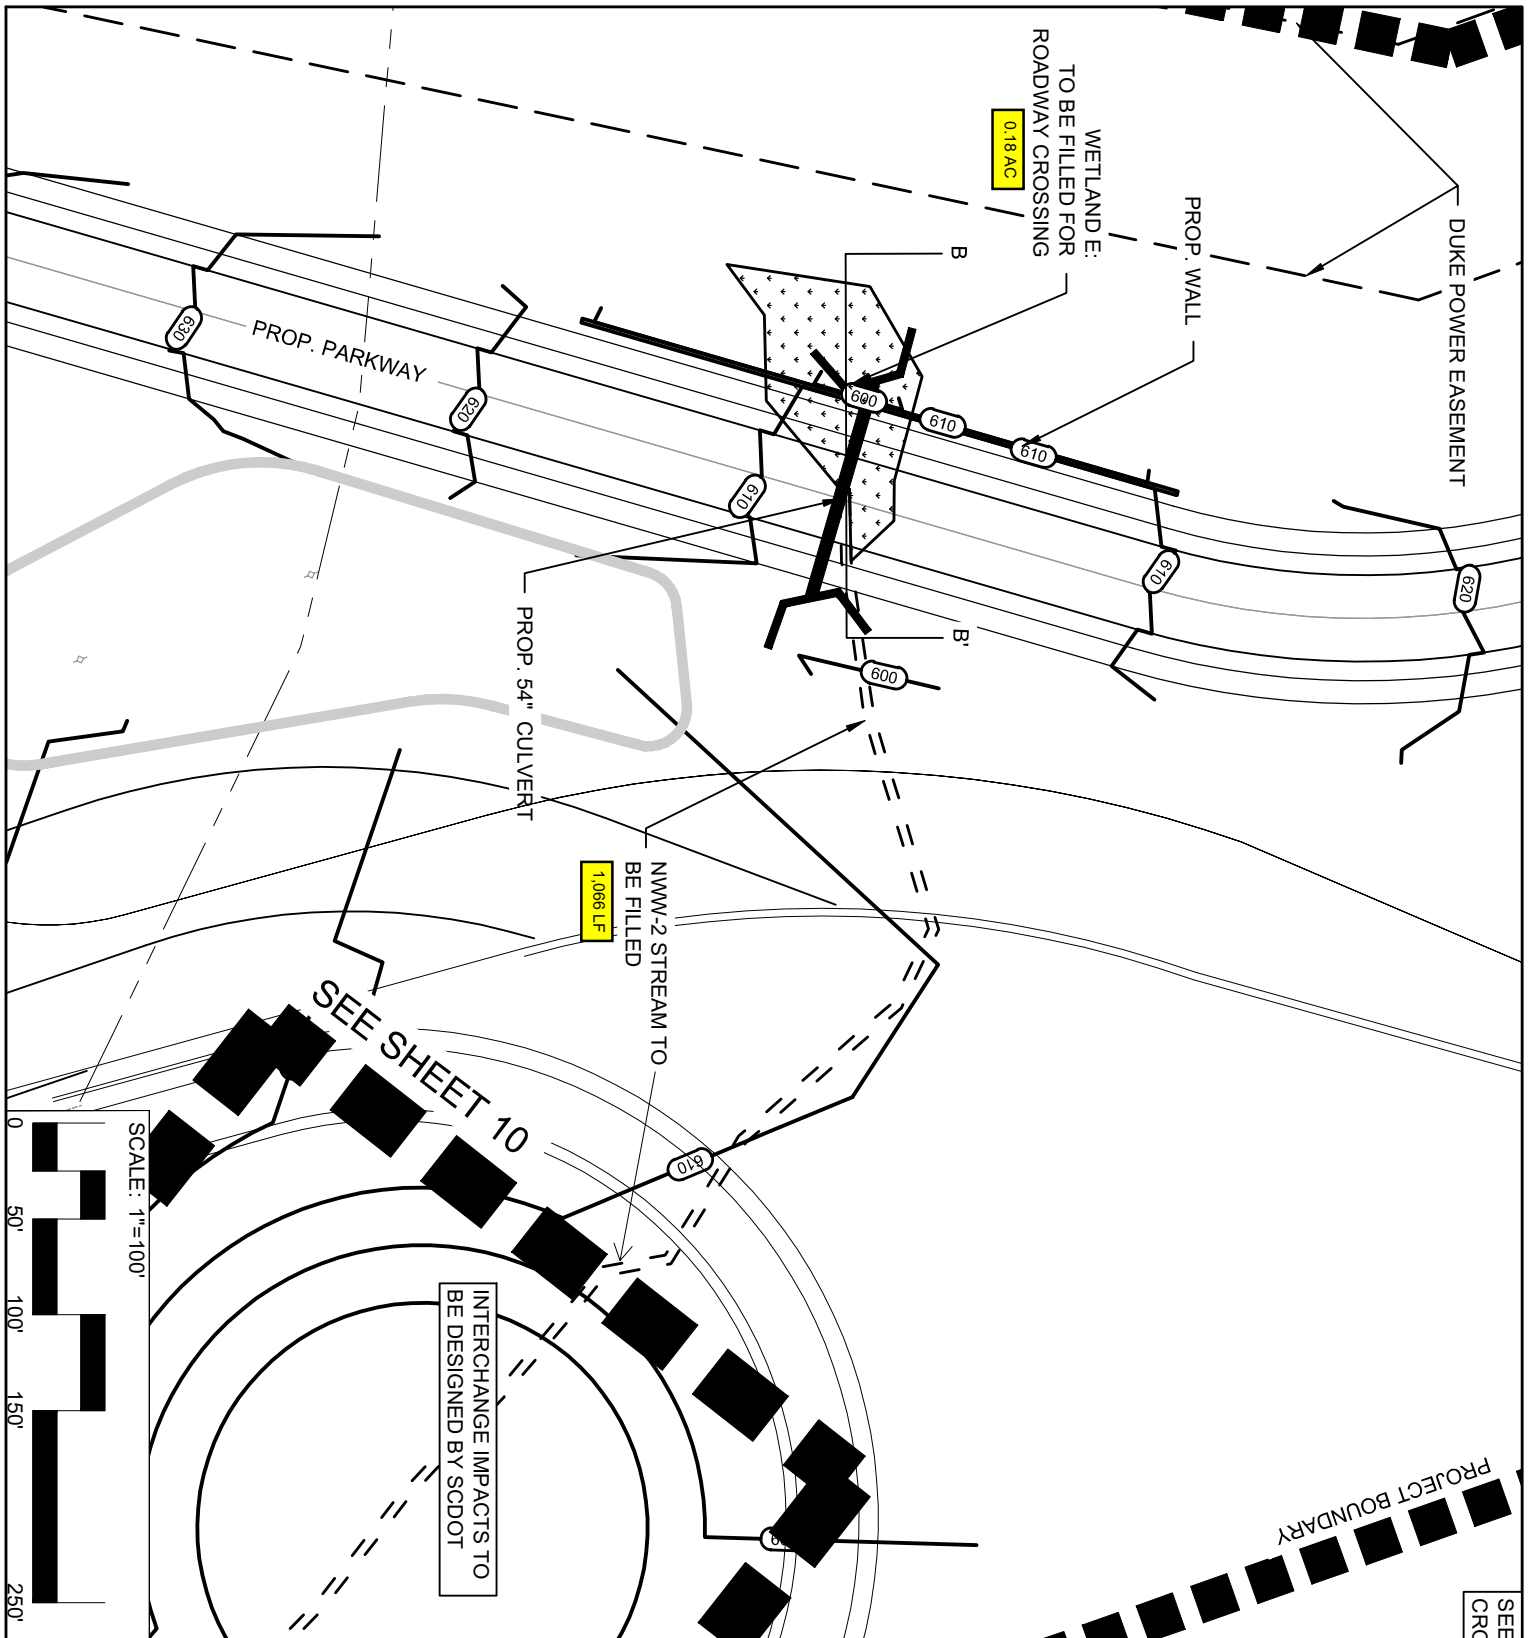 DUKE POWER EASEMENT
PROP. WALL
WETLAND E:
TO BE FILLED FOR
ROADWAY CROSSING
0.18 AC
B
B'
600
610
610
610
620
600
610
620
630
PROP. PARKWAY
PROP. 54" CULVERT
NWW-2 STREAM TO
BE FILLED
1,066 LF
SEE SHEET 10
610
INTERCHANGE IMPACTS TO
BE DESIGNED BY SCDOT
PROJECT BOUNDARY
SCALE: 1"=100'
0 50' 100' 150' 250'